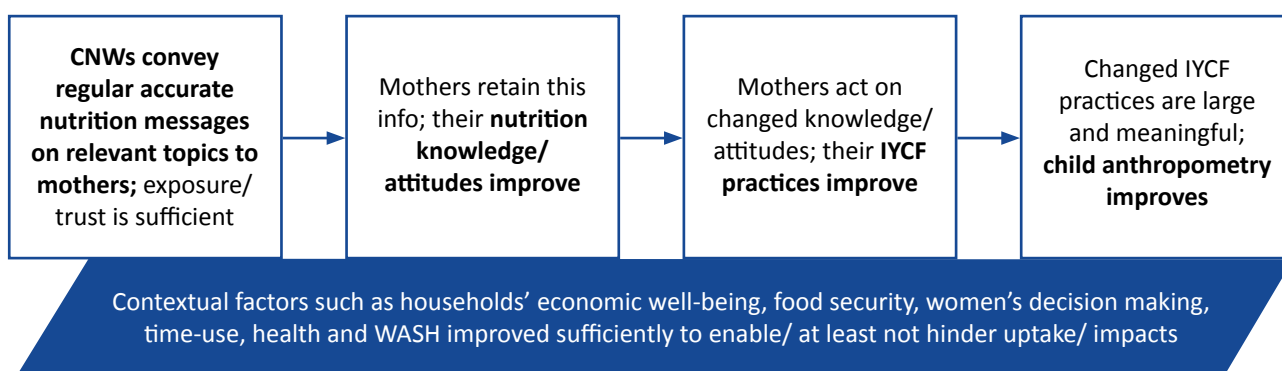 CNWs convey
regular accurate
nutrition messages
on relevant topics to
mothers; exposure/
trust is sufficient
Mothers retain this
info; their nutrition
knowledge/
attitudes improve
Mothers act on
changed knowledge/
attitudes; their IYCF
practices improve
Changed IYCF
practices are large
and meaningful;
child anthropometry
improves
Contextual factors such as households’ economic well-being, food security, women’s decision making,
time-use, health and WASH improved sufficiently to enable/ at least not hinder uptake/ impacts